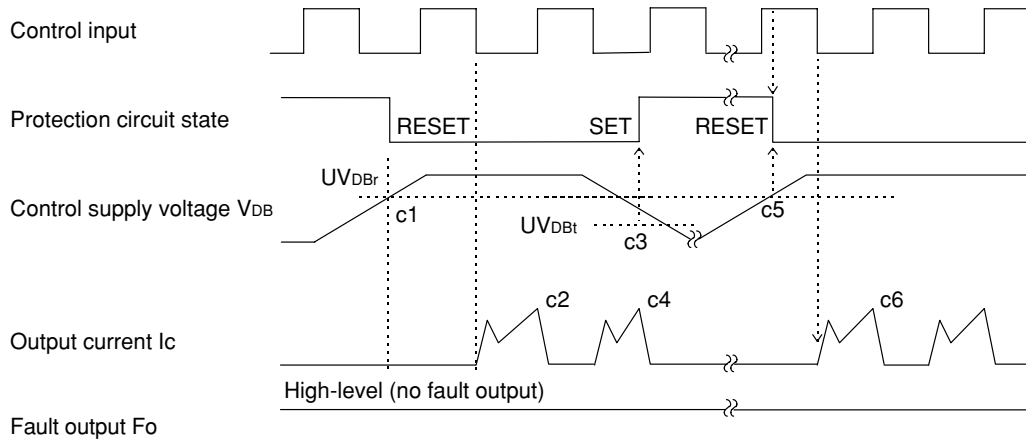 Control input
Protection circuit state
RESET
SET
RESET
UVDBr
Control supply voltage VDB
c1
UVDBt
c3
c5
c2
c4
c6
Output current Ic
High-level (no fault output)
Fault output Fo